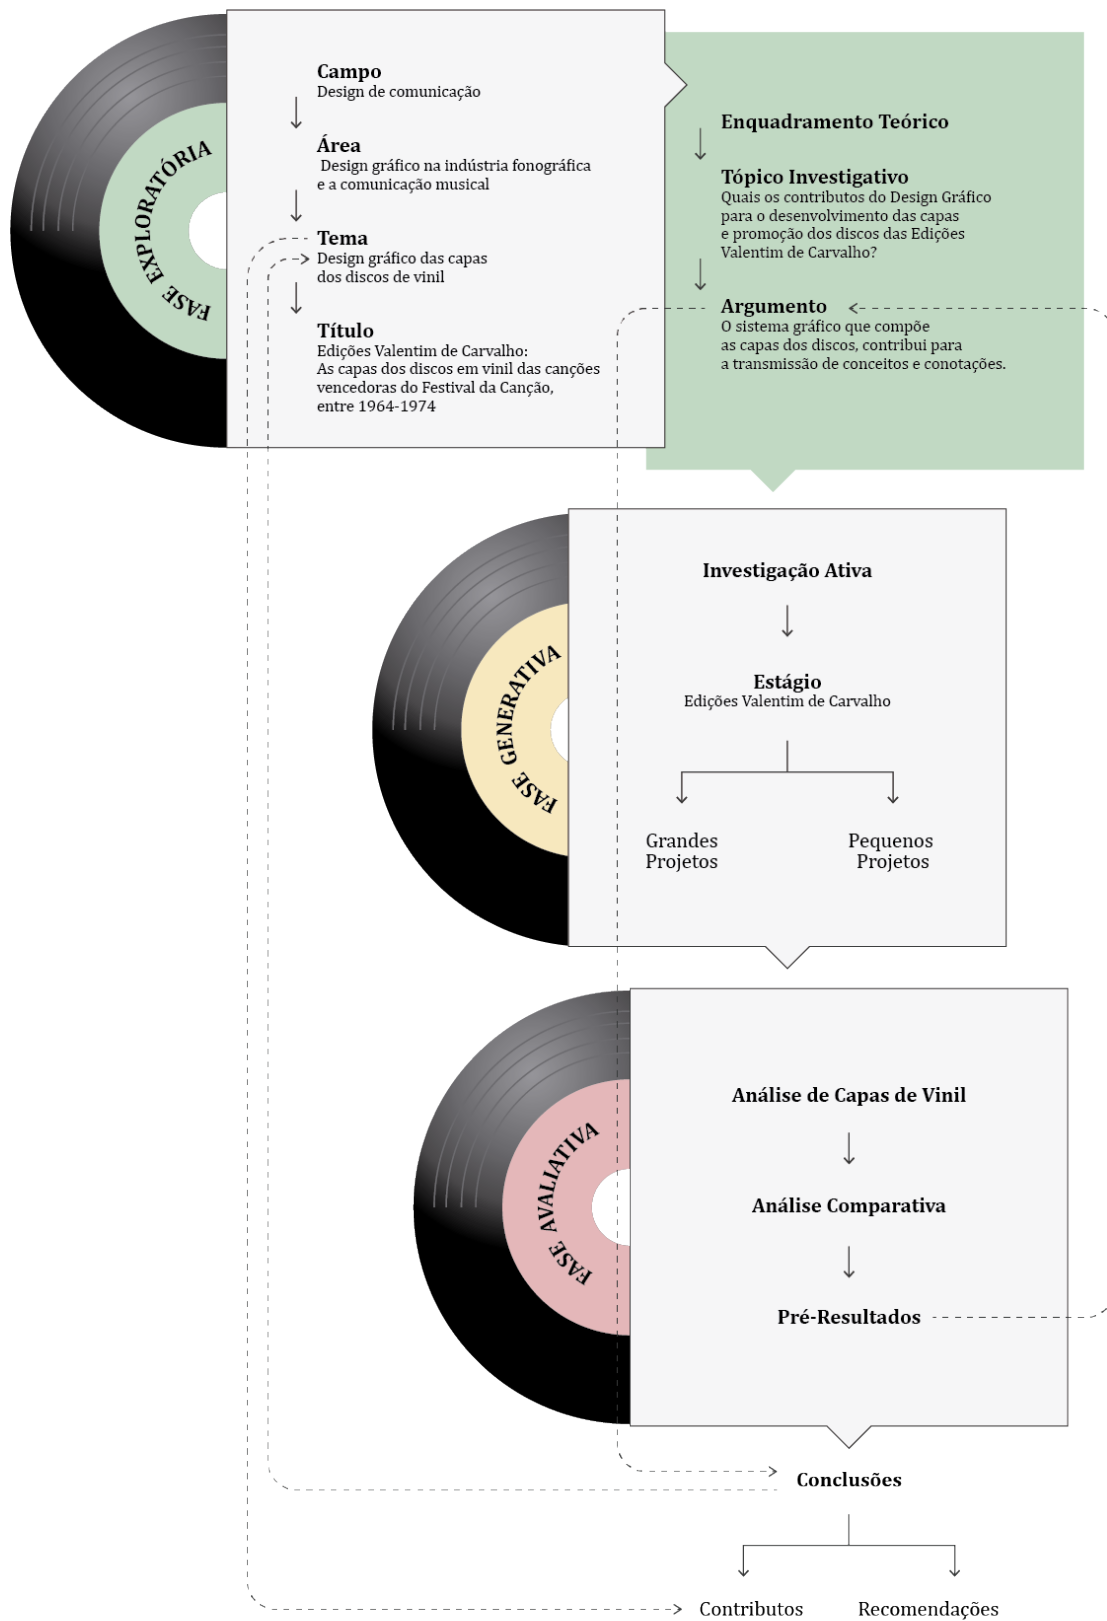 FASE EXPLORATÓRIA
Campo
Design de comunicação
Área
Design gráfico na indústria fonográfica
e a comunicação musical
Tema
Design gráfico das capas
dos discos de vinil
Título
Edições Valentim de Carvalho:
As capas dos discos em vinil das canções
vencedoras do Festival da Canção,
entre 1964-1974
Enquadramento Teórico
Tópico Investigativo
Quais os contributos do Design Gráfico
para o desenvolvimento das capas
e promoção dos discos das Edições
Valentim de Carvalho?
Argumento
O sistema gráfico que compõe
as capas dos discos, contribui para
a transmissão de conceitos e conotações.
FASE GENERATIVA
Investigação Ativa
Estágio
Edições Valentim de Carvalho
Grandes
Projetos
Pequenos
Projetos
FASE AVALIATIVA
Análise de Capas de Vinil
Análise Comparativa
Pré-Resultados
Conclusões
Contributos
Recomendações